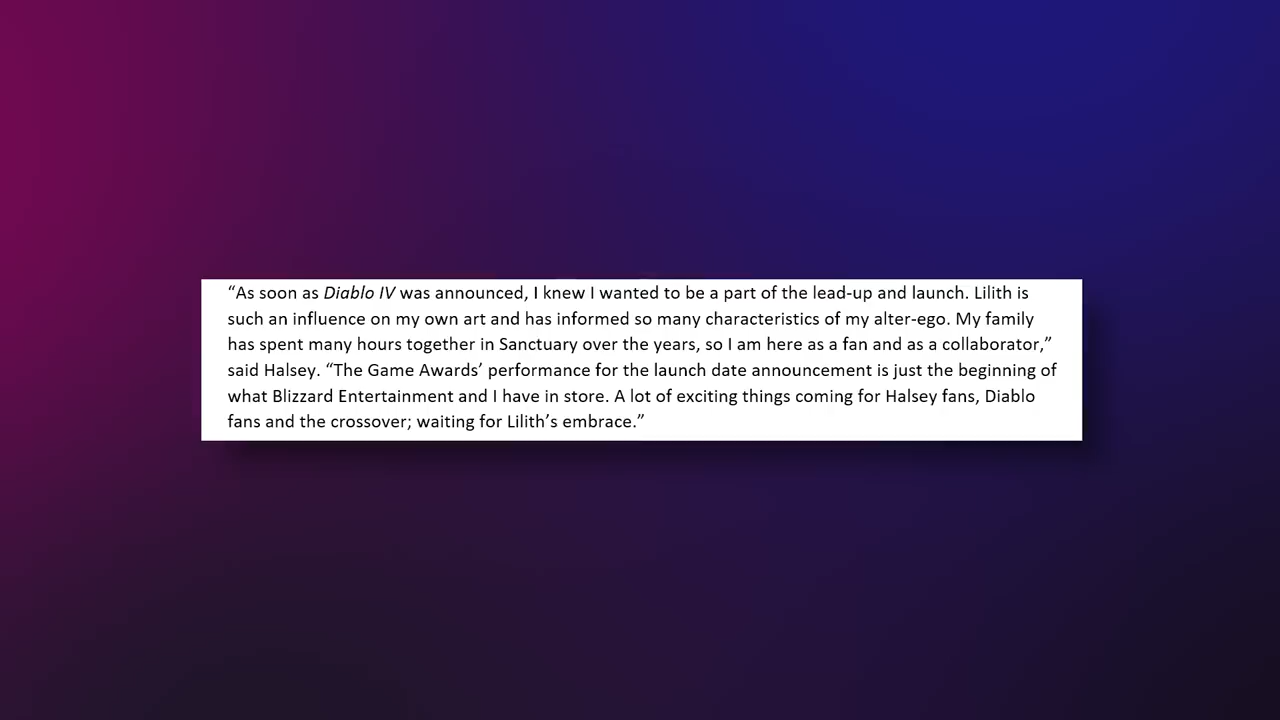 “As soon as Diablo IV was announced, I knew I wanted to be a part of the lead-up and launch. Lilith is
such an influence on my own art and has informed so many characteristics of my alter-ego. My family
has spent many hours together in Sanctuary over the years, so I am here as a fan and as a collaborator,”
said Halsey. “The Game Awards’ performance for the launch date announcement is just the beginning of
what Blizzard Entertainment and I have in store. A lot of exciting things coming for Halsey fans, Diablo
fans and the crossover; waiting for Lilith’s embrace.”